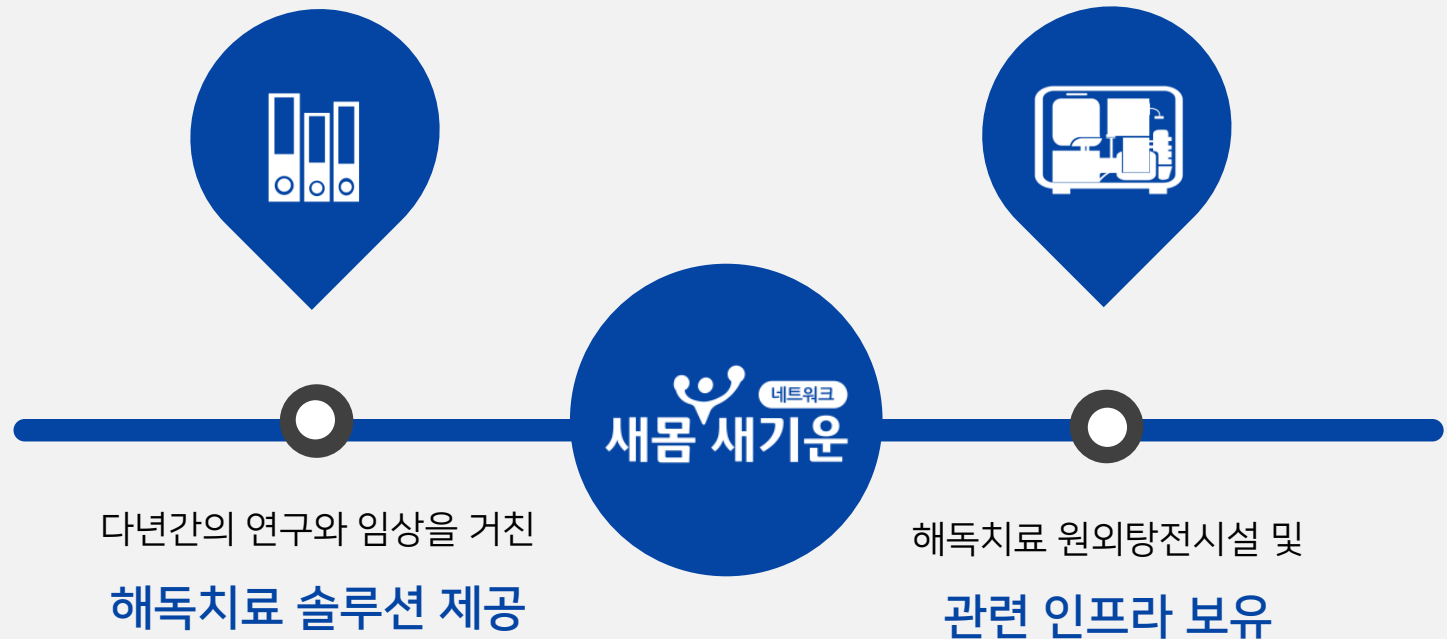 네트워크
새몸 새기운
다년간의 연구와 임상을 거친
해독치료 솔루션 제공
해독치료 원외탕전시설 및
관련 인프라 보유